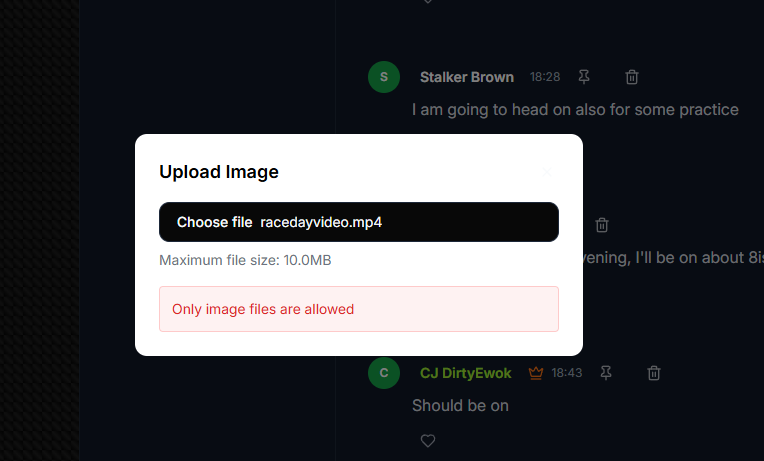 S Stalker Brown 18:28
I am going to head on also for some practice
Upload Image
Choose file racedayvideo.mp4
Maximum file size: 10.0MB
vening, I'll be on about 8is
Only image files are allowed
C CJ DirtyEwok 18:43
Should be on